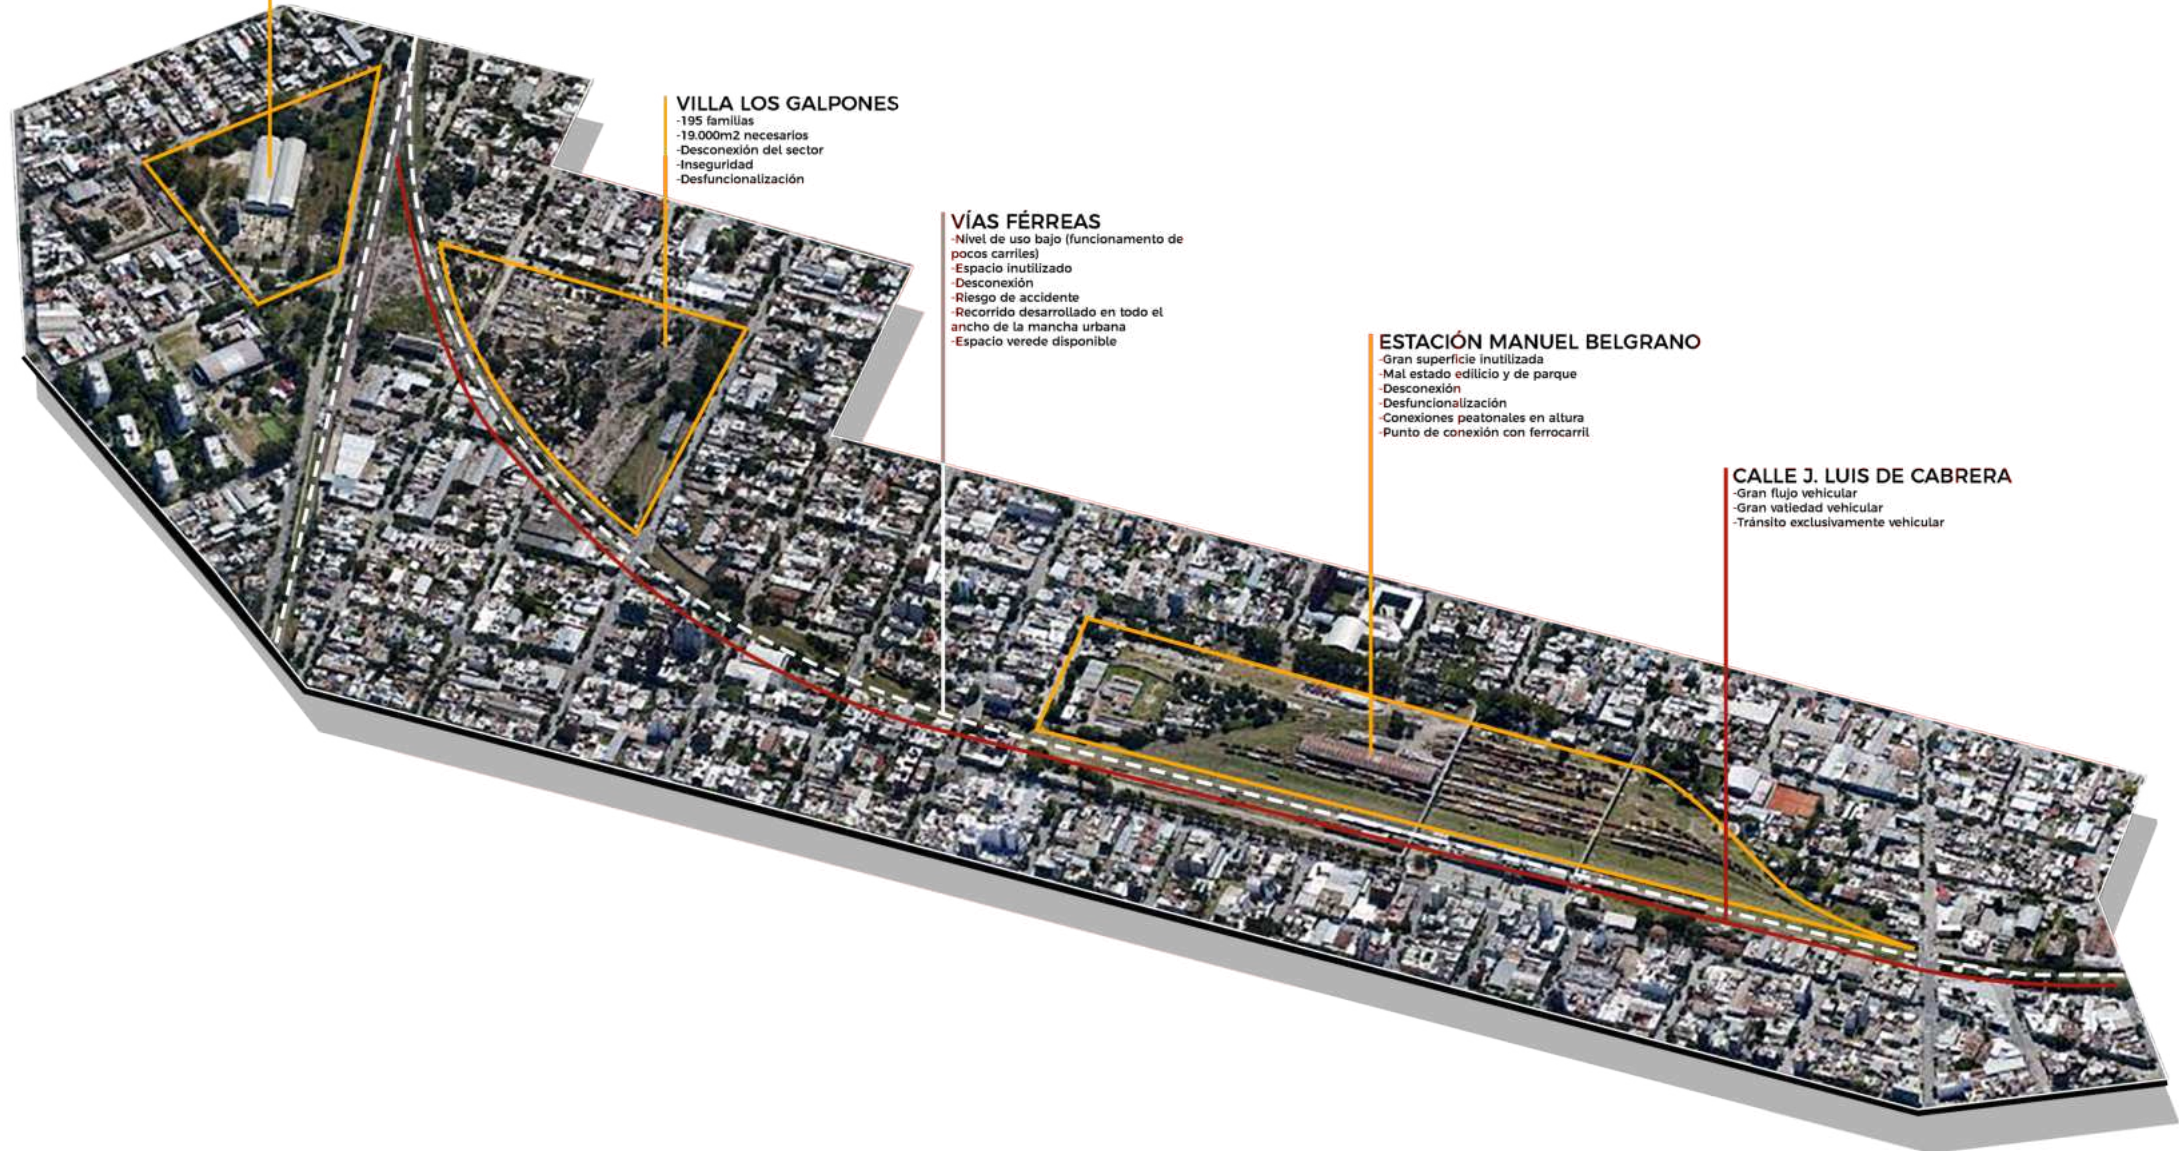 VILLA LOS GALPONES
-195 familias
-19.000m2 necesarios
-Desconexión del sector
-Inseguridad
-Desfuncionalización
VÍAS FÉRREAS
-Nivel de uso bajo (funcionamento de
pocos carriles)
-Espacio inutilizado
-Desconexión
-Riesgo de accidente
-Recorrido desarrollado en todo el
ancho de la mancha urbana
-Espacio verede disponible
ESTACIÓN MANUEL BELGRANO
-Gran superficie inutilizada
-Mal estado edilicio y de parque
-Desconexión
-Desfuncionalización
-Conexiones peatonales en altura
-Punto de conexión con ferrocarril
CALLE J. LUIS DE CABRERA
-Gran flujo vehicular
-Gran vatiedad vehicular
-Tránsito exclusivamente vehicular